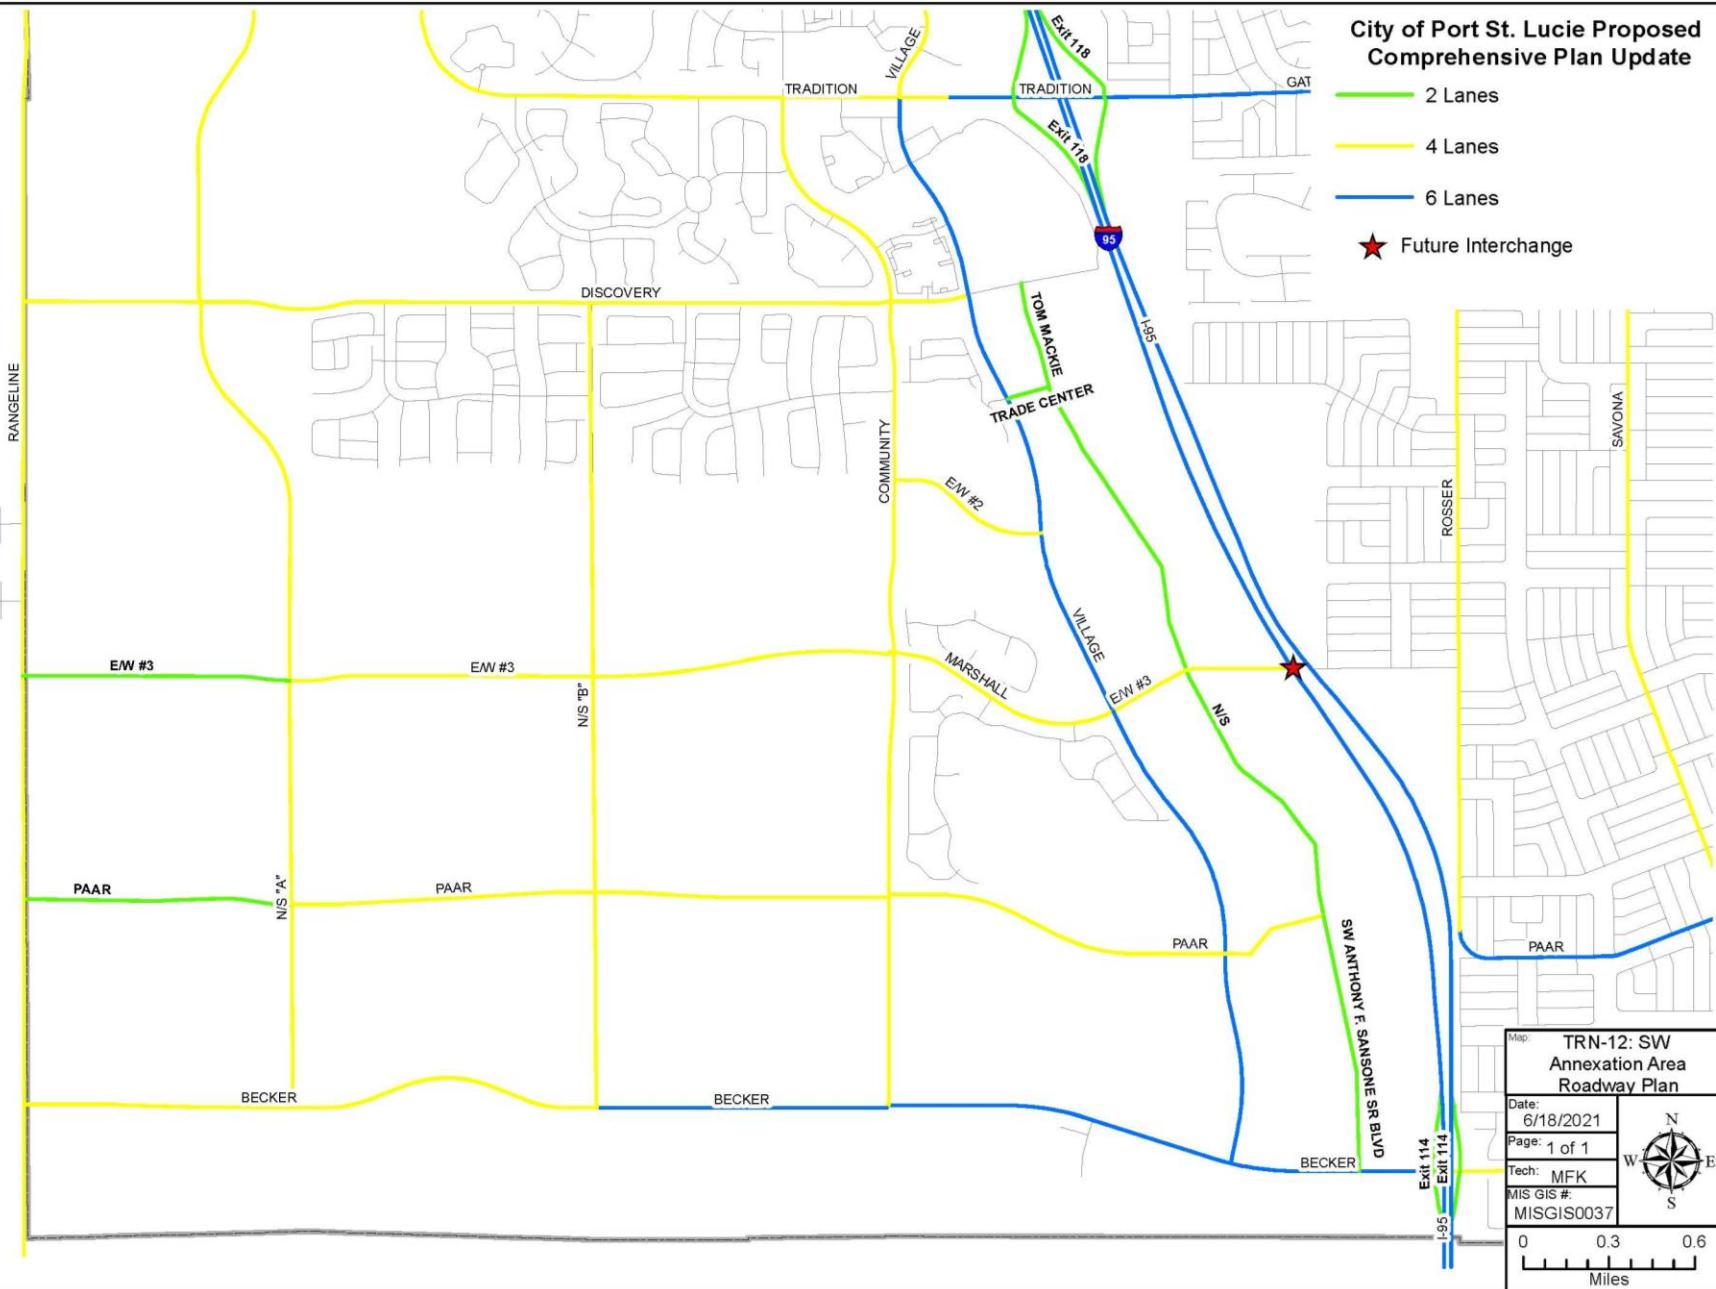 City of Port St. Lucie Proposed
Comprehensive Plan Update
2 Lanes
4 Lanes
6 Lanes
Future Interchange
VILLAGE
Exit 118
TRADITION
TRADITION
GAT
Exit 118
95
DISCOVERY
TOM MACKIE
I-95
RANGELINE
TRADE CENTER
SAVONA
COMMUNITY
E/W #2
ROSSER
VILLAGE
E/W #3
E/W #3
MARSHALL
E/W #3
N/S "B"
N/S
PAAR
N/S "A"
PAAR
PAAR
SW ANTHONY F. SANSONE SR BLVD
PAAR
BECKER
BECKER
BECKER
Exit 114
Exit 114
I-95
Map:
TRN-12: SW
Annexation Area
Roadway Plan
Date:
6/18/2021
Page: 1 of 1
Tech: MFK
MIS GIS #:
MISGIS0037
N
W E
S
0 0.3 0.6
Miles